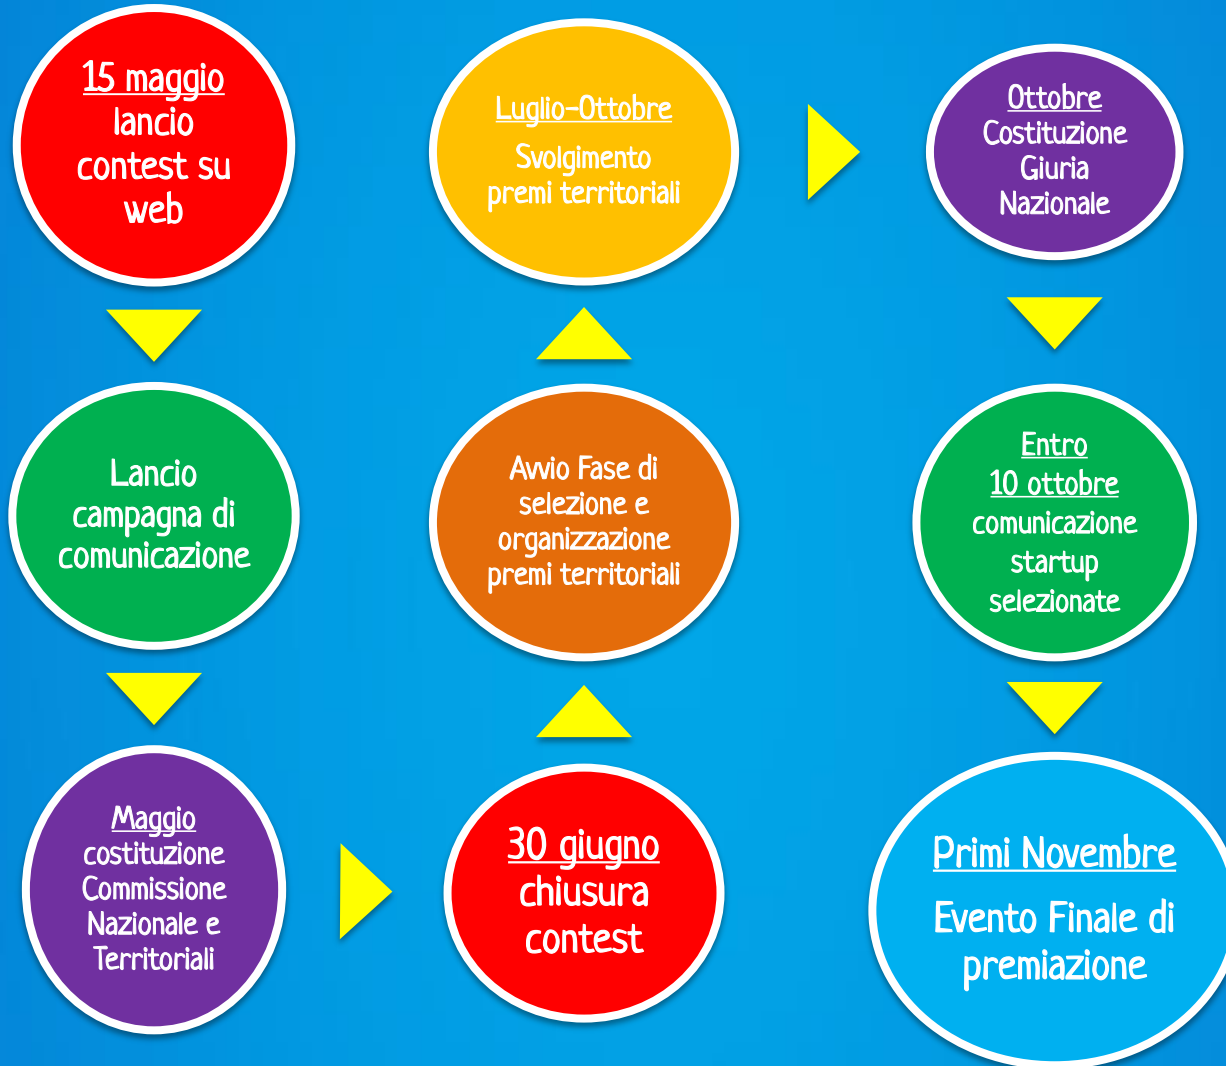 15 maggio
lancio
contest su
web
Lancio
campagna di
comunicazione
Maggio
costituzione
Commissione
Nazionale e
Territoriali
30 giugno
chiusura
contest
Avvio Fase di
selezione e
organizzazione
premi territoriali
Luglio-Ottobre
Svolgimento
premi territoriali
Ottobre
Costituzione
Giuria
Nazionale
Entro
10 ottobre
comunicazione
startup
selezionate
Primi Novembre
Evento Finale di
premiazione